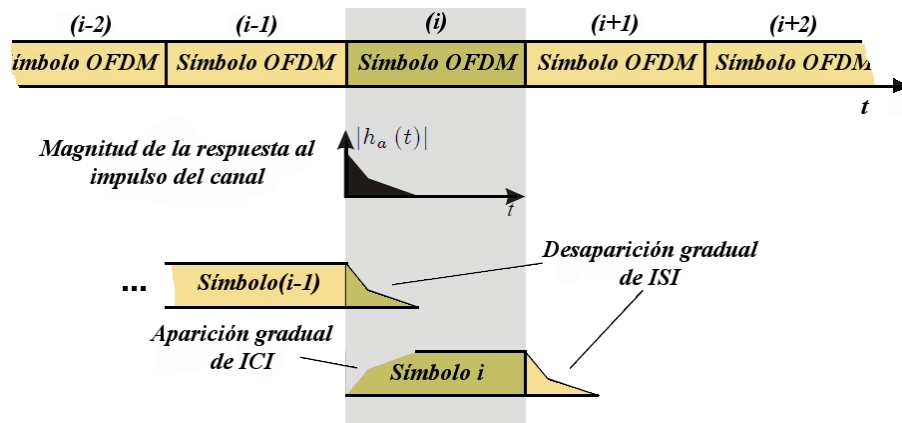 (i-2) (i-1) (i) (i+1) (i+2)
ímbolo OFDM Símbolo OFDM Símbolo OFDM Símbolo OFDM Símbolo OFDM
t
Magnitud de la respuesta al
impulso del canal
|h_a (t)|
t
Desaparición gradual
de ISI
... Símbolo(i-1)
Aparición gradual
de ICI
Símbolo i